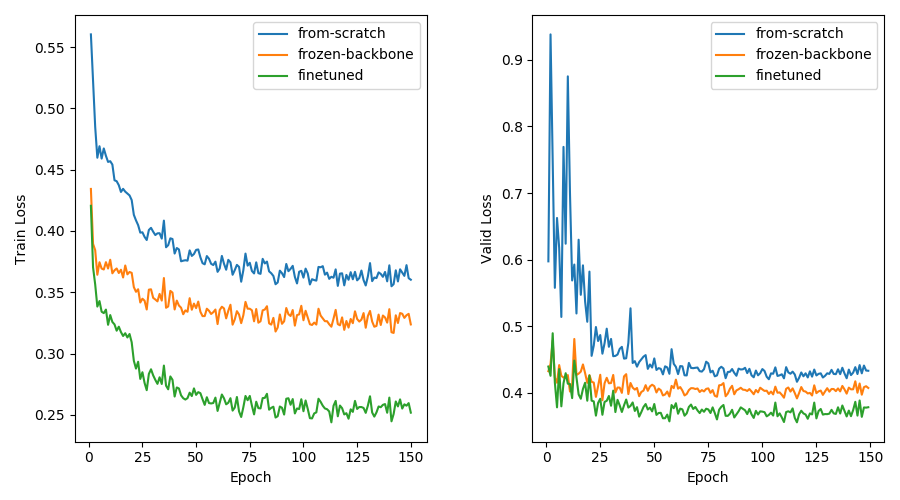 from-scratch
frozen-backbone
finetuned
0.55
0.50
0.45
0.40
0.35
0.30
0.25
Train Loss
0 25 50 75 100 125 150
Epoch
from-scratch
frozen-backbone
finetuned
0.9
0.8
0.7
0.6
0.5
0.4
Valid Loss
0 25 50 75 100 125 150
Epoch